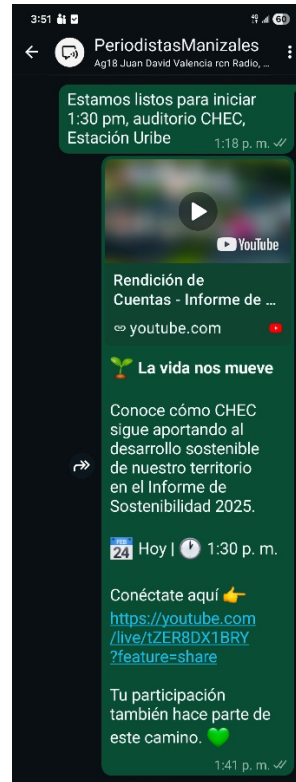 3:51 60
PeriodistasManizales
Ag18 Juan David Valencia rcn Radio, ...
Estamos listos para iniciar
1:30 pm, auditorio CHEC,
Estación Uribe
1:18 p. m.
YouTube
Rendición de
Cuentas - Informe de ...
youtube.com
🌱 La vida nos mueve
Conoce cómo CHEC
sigue aportando al
desarrollo sostenible
de nuestro territorio
en el Informe de
Sostenibilidad 2025.
📅 Hoy | 🕐 1:30 p. m.
Conéctate aquí 👉
https://youtube.com
/live/tZER8DX1BRY
?feature=share
Tu participación
también hace parte de
este camino. 💚
1:41 p. m.